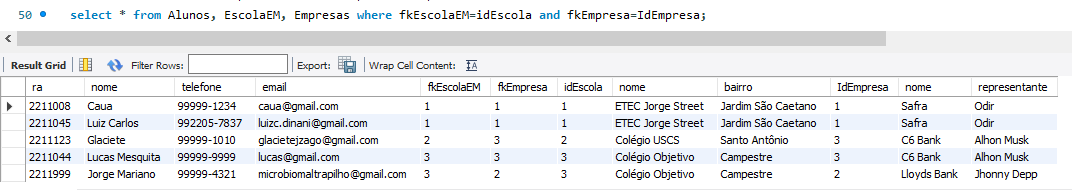 50 select * from Alunos, EscolaEM, Empresas where fkEscolaEM=idEscola and fkEmpresa=IdEmpresa;
Result Grid Filter Rows: Export: Wrap Cell Content: IA
ra nome telefone email fkEscolaEM fkEmpresa idEscola nome bairro IdEmpresa nome representante
2211008 Caua 99999-1234 caua@gmail.com 1 1 1 ETEC Jorge Street Jardim São Caetano 1 Safra Odir
2211045 Luiz Carlos 992205-7837 luizc.dinani@gmail.com 1 1 1 ETEC Jorge Street Jardim São Caetano 1 Safra Odir
2211123 Glaciete 99999-1010 glacietejzago@gmail.com 2 3 2 Colégio USCS Santo Antônio 3 C6 Bank Alhon Musk
2211044 Lucas Mesquita 99999-9999 lucas@gmail.com 3 3 3 Colégio Objetivo Campestre 3 C6 Bank Alhon Musk
2211999 Jorge Mariano 99999-4321 microbiomaltrapilho@gmail.com 3 2 3 Colégio Objetivo Campestre 2 Lloyds Bank Jhonny Depp